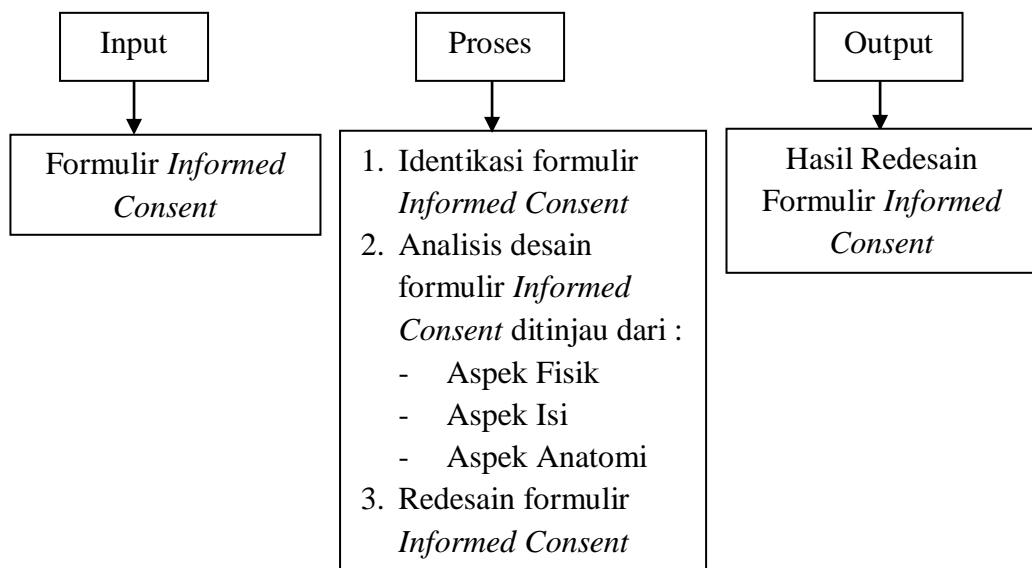 Input
Formulir Informed
Consent
Proses
1. Identikasi formulir
Informed Consent
2. Analisis desain
formulir Informed
Consent ditinjau dari :
- Aspek Fisik
- Aspek Isi
- Aspek Anatomi
3. Redesain formulir
Informed Consent
Output
Hasil Redesain
Formulir Informed
Consent